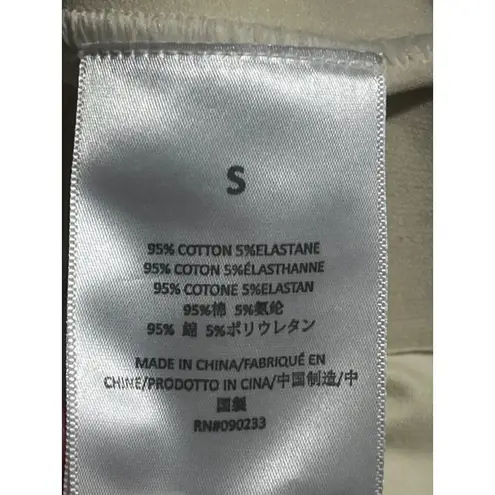 S
95% COTTON 5%ELASTANE
95% COTON 5%ÉLASTHANNE
95% COTONE 5%ELASTAN
95%棉 5%氨纶
95% 綿 5%ポリウレタン
MADE IN CHINA/FABRIQUÉ EN
CHINE/PRODOTTO IN CINA/中国制造/中
国製
RN#090233